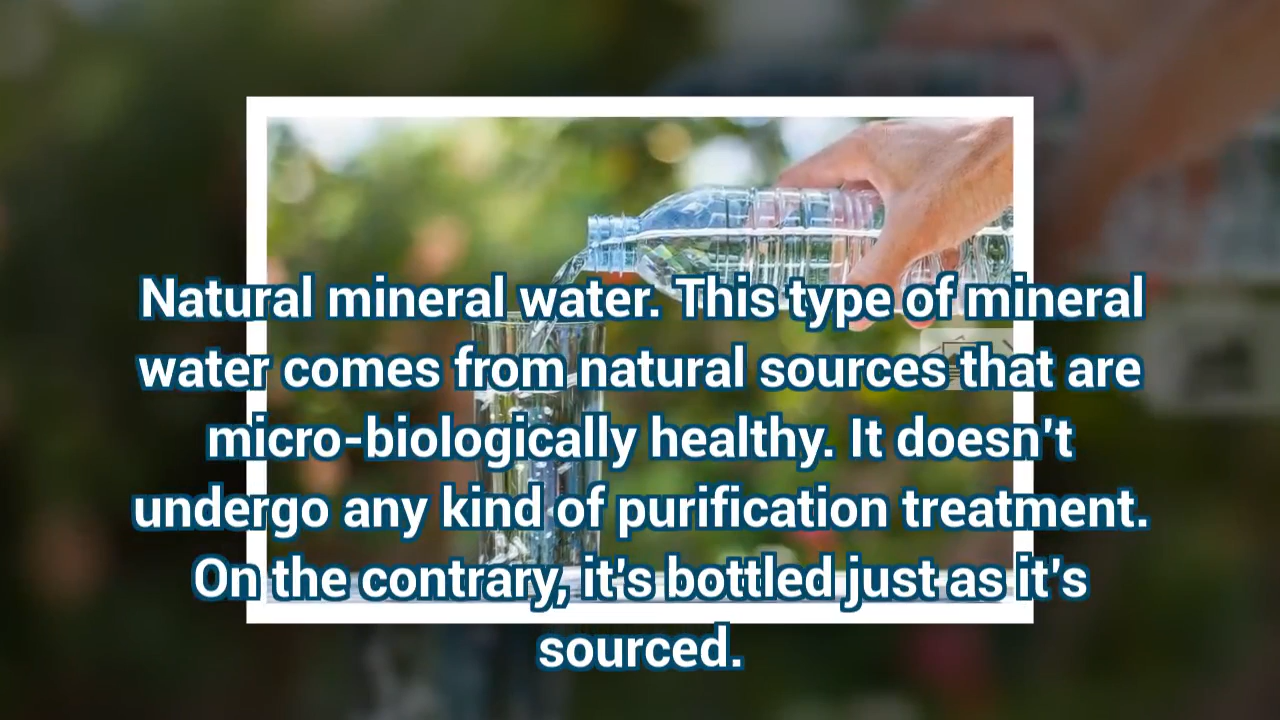 Natural mineral water. This type of mineral
water comes from natural sources that are
micro-biologically healthy. It doesn't
undergo any kind of purification treatment.
On the contrary, it's bottled just as it's
sourced.